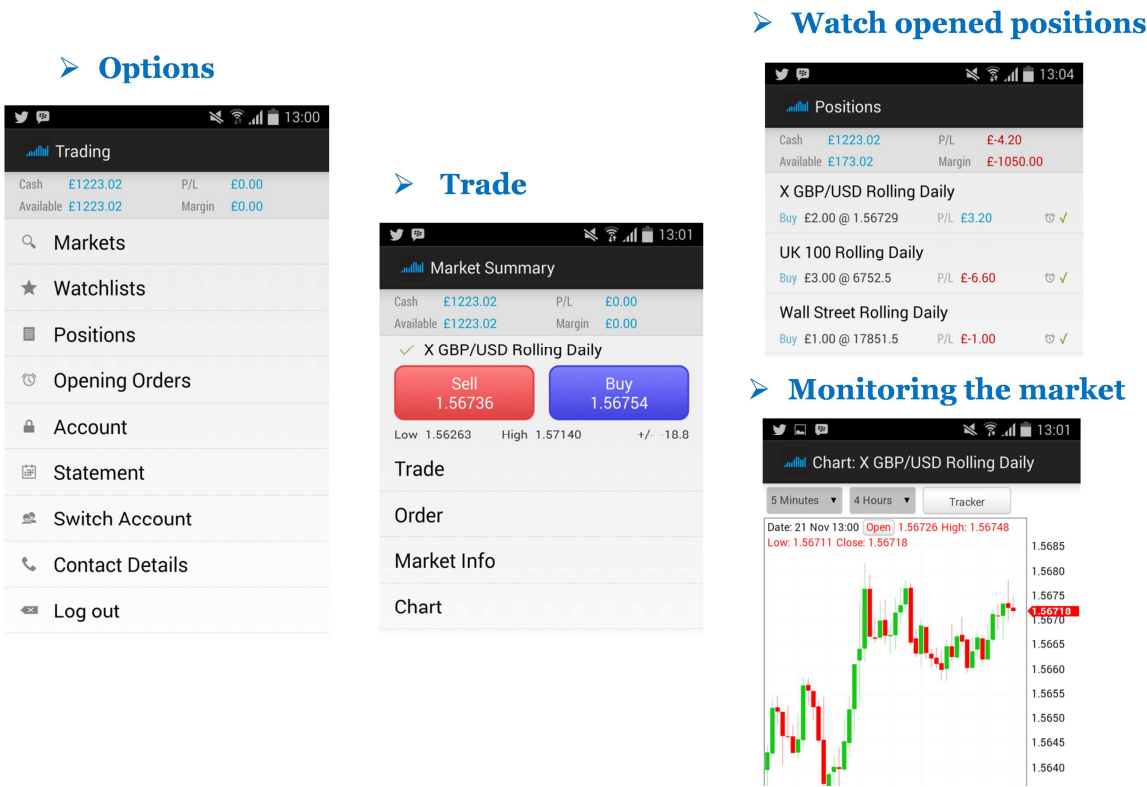 Options
13:00
Trading
Cash £1223.02 P/L £0.00
Available £1223.02 Margin £0.00
Markets
Watchlists
Positions
Opening Orders
Account
Statement
Switch Account
Contact Details
Log out
Trade
13:01
Market Summary
Cash £1223.02 P/L £0.00
Available £1223.02 Margin £0.00
X GBP/USD Rolling Daily
Sell Buy
1.56736 1.56754
Low 1.56263 High 1.57140 +/- -18.8
Trade
Order
Market Info
Chart
Watch opened positions
13:04
Positions
Cash £1223.02 P/L £-4.20
Available £173.02 Margin £-1050.00
X GBP/USD Rolling Daily
Buy £2.00 @ 1.56729 P/L £3.20
UK 100 Rolling Daily
Buy £3.00 @ 6752.5 P/L £-6.60
Wall Street Rolling Daily
Buy £1.00 @ 17851.5 P/L £-1.00
Monitoring the market
13:01
Chart: X GBP/USD Rolling Daily
5 Minutes 4 Hours Tracker
Date: 21 Nov 13:00 Open 1.56726 High: 1.56748
Low: 1.56711 Close: 1.56718
1.5685
1.5680
1.5675
1.56718
1.5670
1.5665
1.5660
1.5655
1.5650
1.5645
1.5640